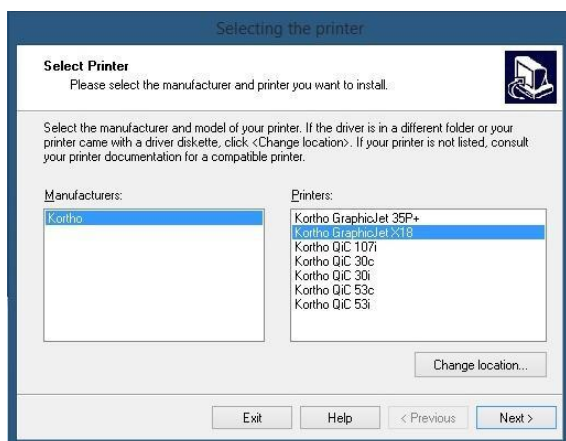 Selecting the printer
Select Printer
Please select the manufacturer and printer you want to install.
Select the manufacturer and model of your printer. If the driver is in a different folder or your
printer came with a driver diskette, click <Change location>. If your printer is not listed, consult
your printer documentation for a compatible printer.
Manufacturers:
Kortho
Printers:
Kortho GraphicJet 35P+
Kortho GraphicJet X18
Kortho QiC 107i
Kortho QiC 30c
Kortho QiC 30i
Kortho QiC 53c
Kortho QiC 53i
Change location...
Exit
Help
< Previous
Next >